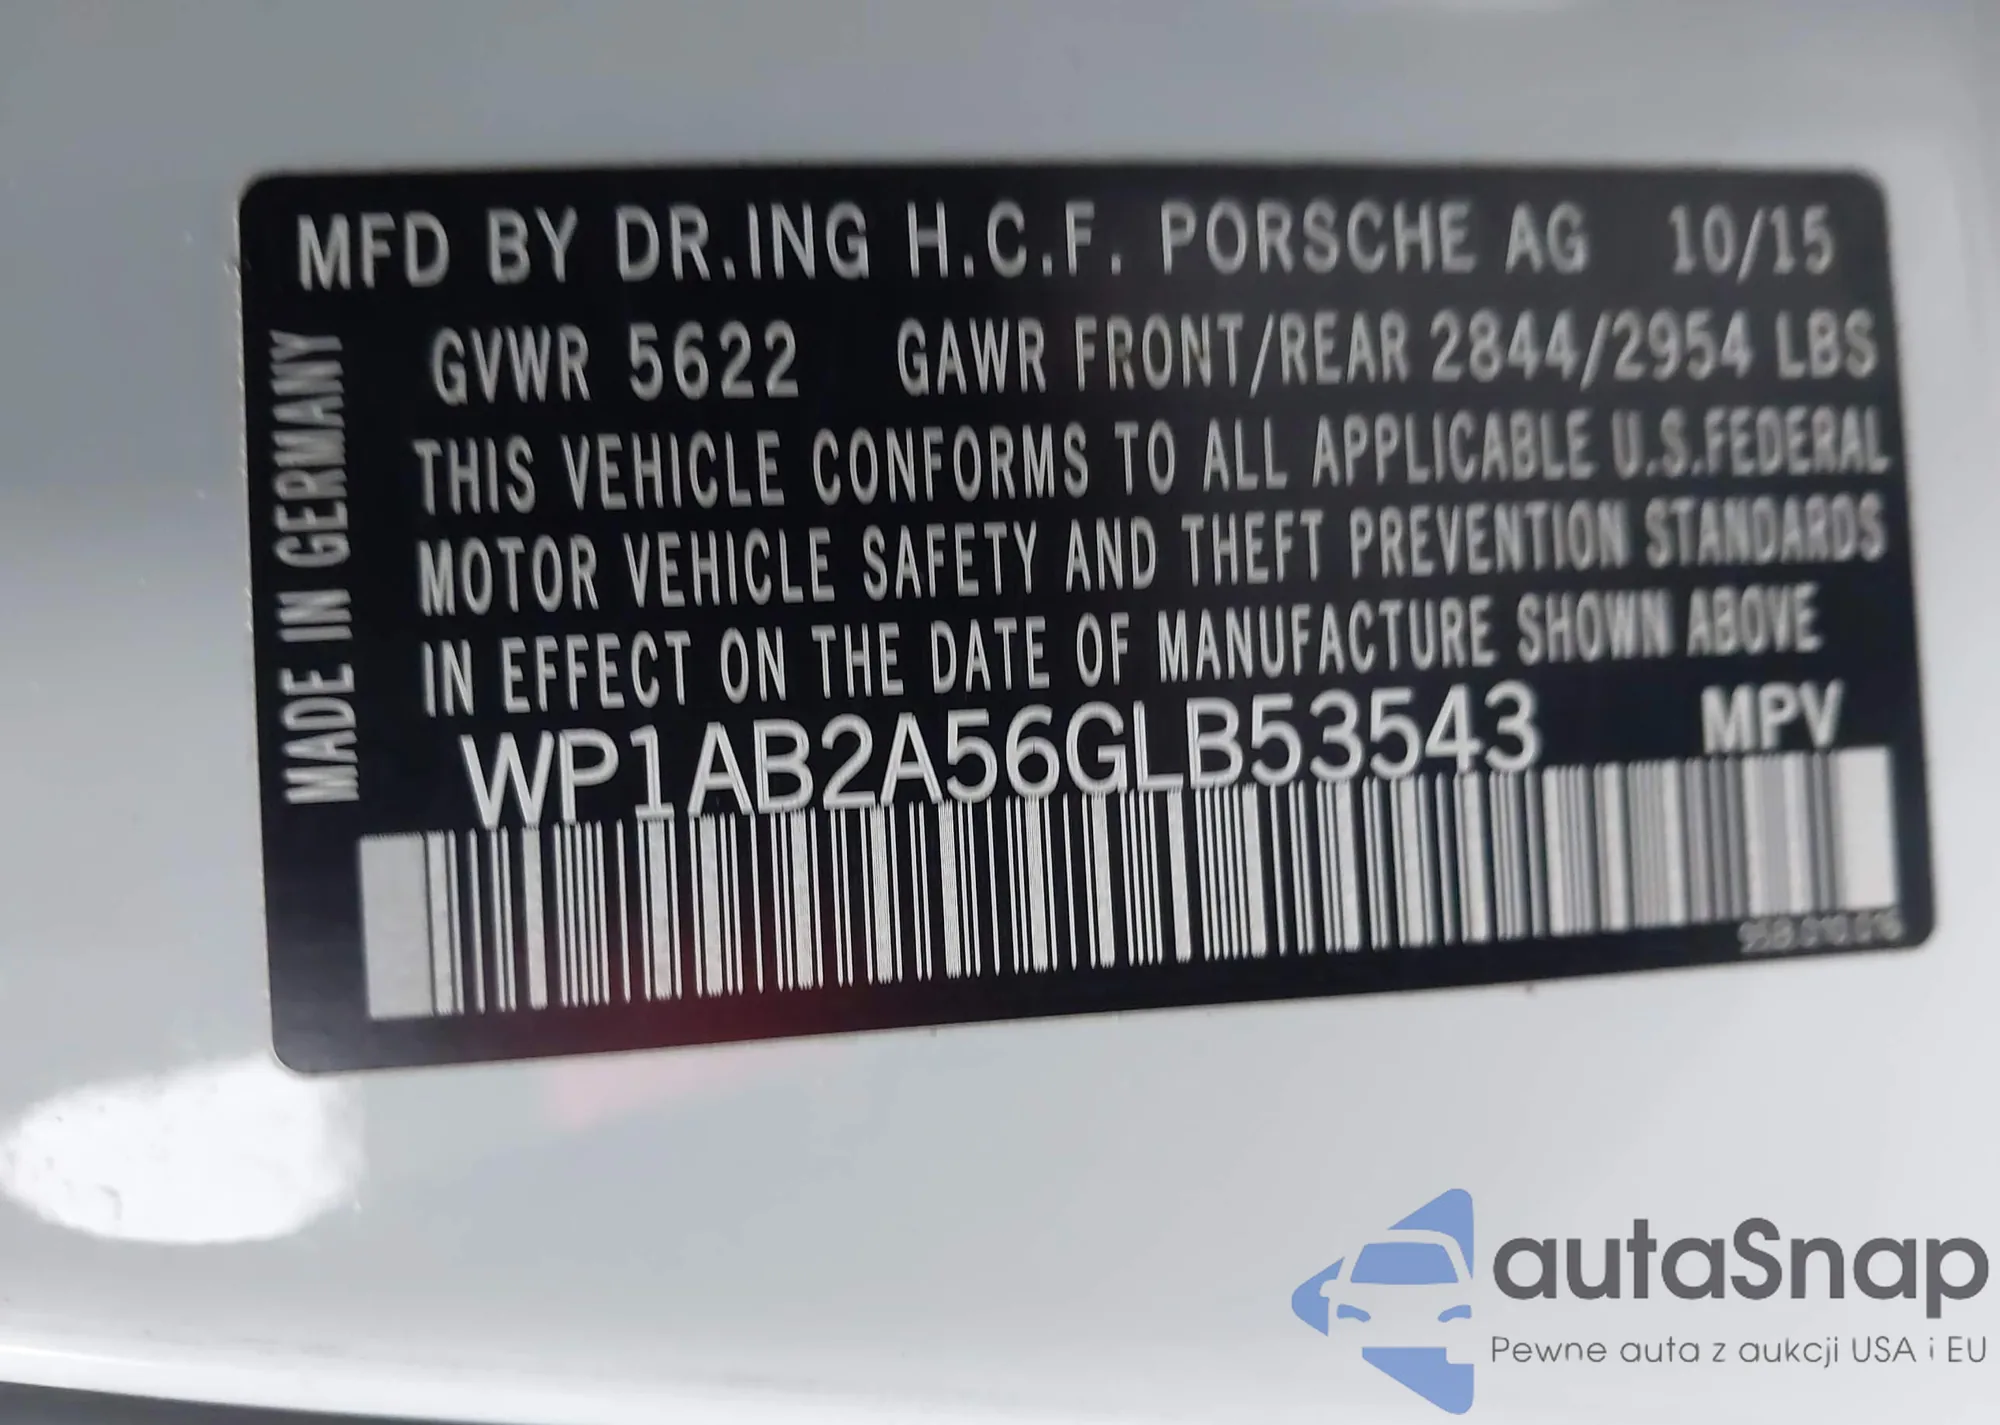 MFD BY DR.ING H.C.F. PORSCHE AG 10/15
GVWR 5622 GAWR FRONT/REAR 2844/2954 LBS
THIS VEHICLE CONFORMS TO ALL APPLICABLE U.S.FEDERAL
MOTOR VEHICLE SAFETY AND THEFT PREVENTION STANDARDS
IN EFFECT ON THE DATE OF MANUFACTURE SHOWN ABOVE
WP1AB2A56GLB53543 MPV
MADE IN GERMANY
autaSnap
Pewne auta z aukcji USA i EU